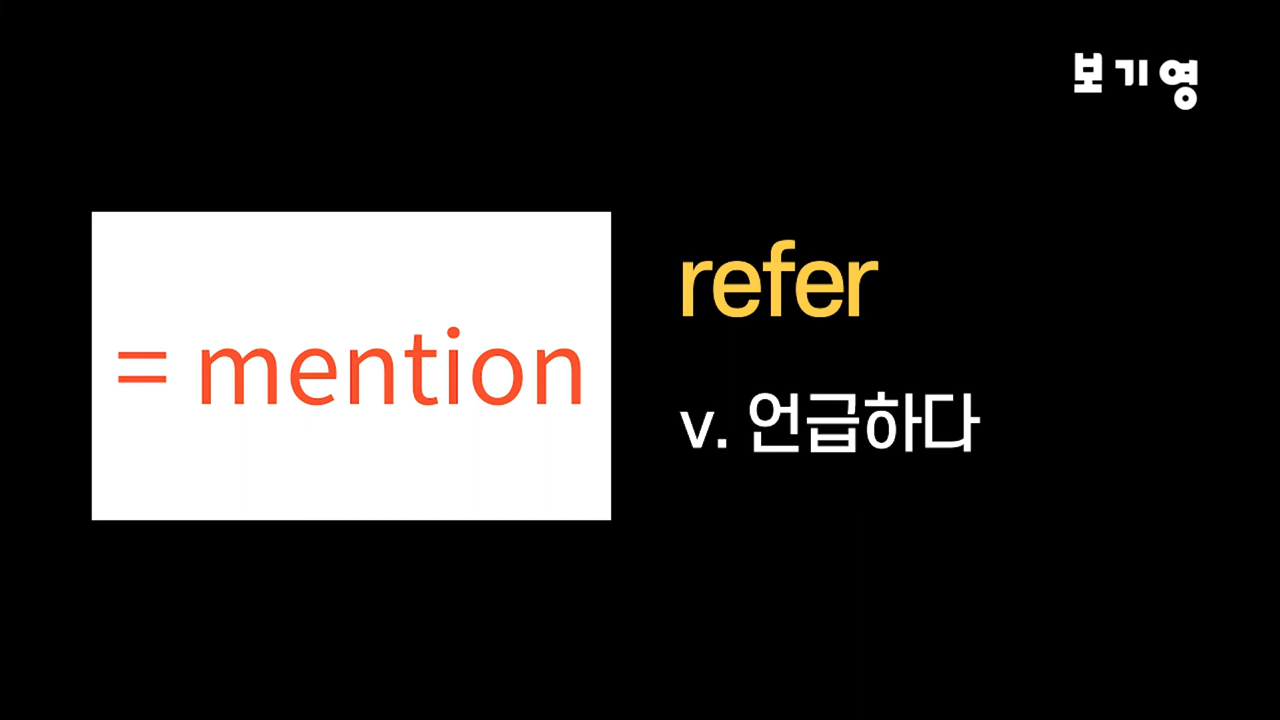 보기영
= mention
refer
v. 언급하다